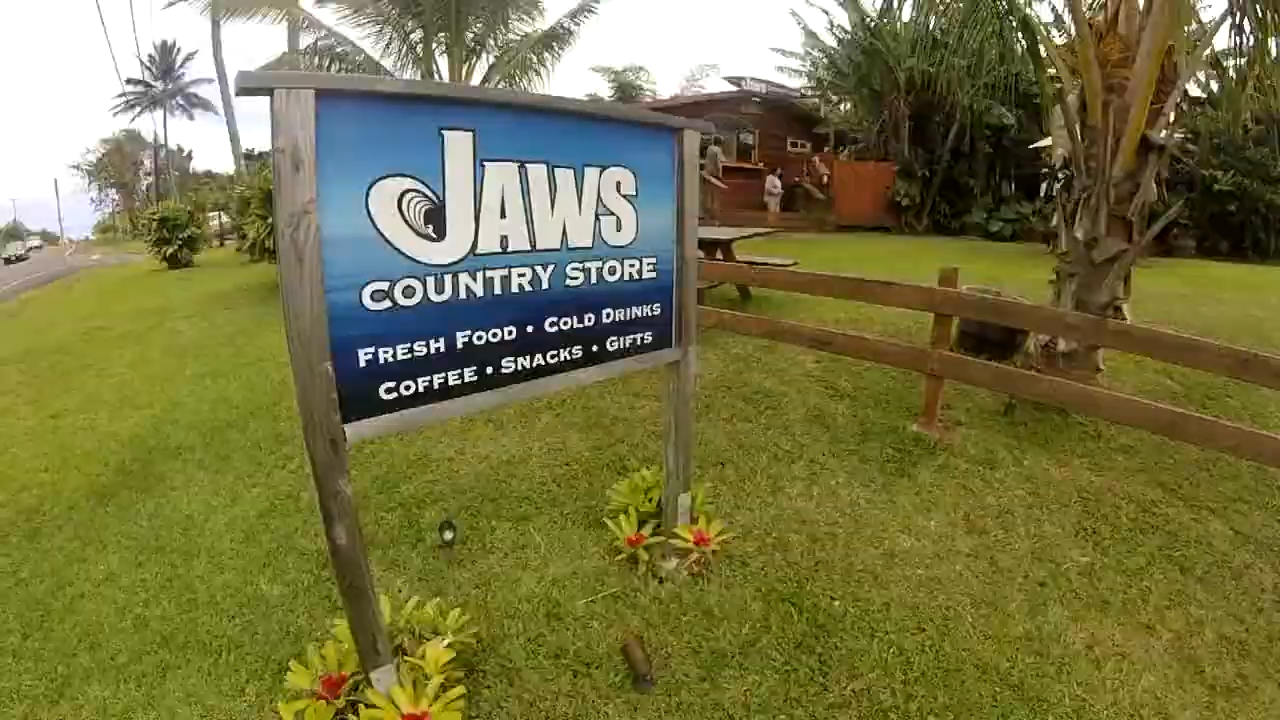 JAWS
COUNTRY STORE
FRESH FOOD • COLD DRINKS
COFFEE • SNACKS • GIFTS